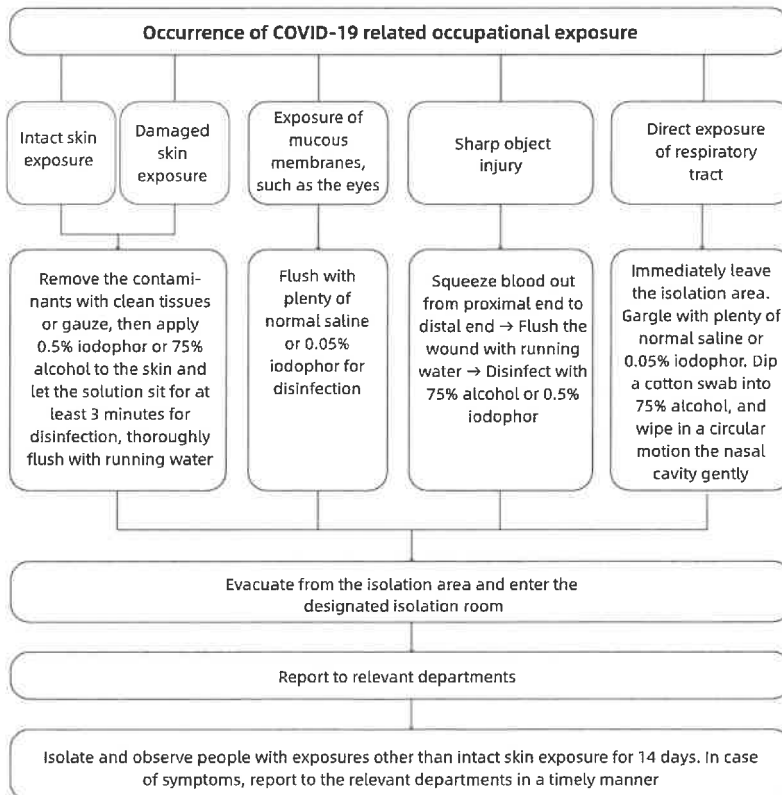 Occurrence of COVID-19 related occupational exposure
Intact skin
exposure
Damaged
skin
exposure
Exposure of
mucous
membranes,
such as the eyes
Sharp object
injury
Direct exposure
of respiratory
tract
Remove the contami-
nants with clean tissues
or gauze, then apply
0.5% iodophor or 75%
alcohol to the skin and
let the solution sit for at
least 3 minutes for
disinfection, thoroughly
flush with running water
Flush with
plenty of
normal saline
or 0.05%
iodophor for
disinfection
Squeeze blood out
from proximal end to
distal end → Flush the
wound with running
water → Disinfect with
75% alcohol or 0.5%
iodophor
Immediately leave
the isolation area.
Gargle with plenty of
normal saline or
0.05% iodophor. Dip
a cotton swab into
75% alcohol, and
wipe in a circular
motion the nasal
cavity gently
Evacuate from the isolation area and enter the
designated isolation room
Report to relevant departments
Isolate and observe people with exposures other than intact skin exposure for 14 days. In case
of symptoms, report to the relevant departments in a timely manner